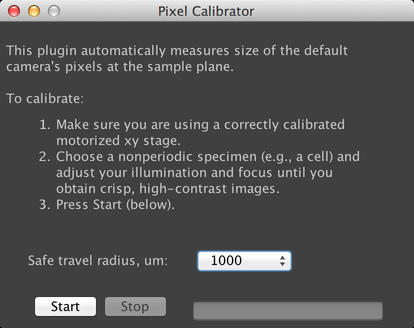 Pixel Calibrator
This plugin automatically measures size of the default
camera's pixels at the sample plane.
To calibrate:
1. Make sure you are using a correctly calibrated
motorized xy stage.
2. Choose a nonperiodic specimen (e.g., a cell) and
adjust your illumination and focus until you
obtain crisp, high-contrast images.
3. Press Start (below).
Safe travel radius, um: 1000
Start Stop